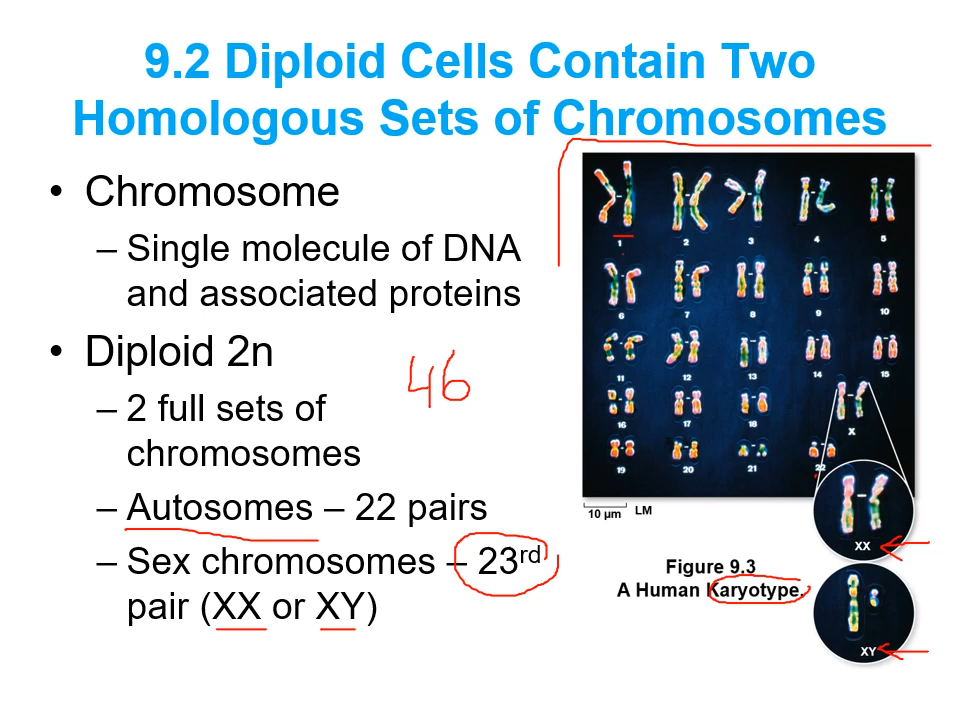 9.2 Diploid Cells Contain Two
Homologous Sets of Chromosomes
• Chromosome
– Single molecule of DNA
and associated proteins
• Diploid 2n
46
– 2 full sets of
chromosomes
– Autosomes – 22 pairs
– Sex chromosomes – 23rd
pair (XX or XY)
1 2 3 4 5
6 7 8 9 10
11 12 13 14 15
16 17 18 X
19 20 21 22
10 µm LM
XX
Figure 9.3
A Human Karyotype.
XY